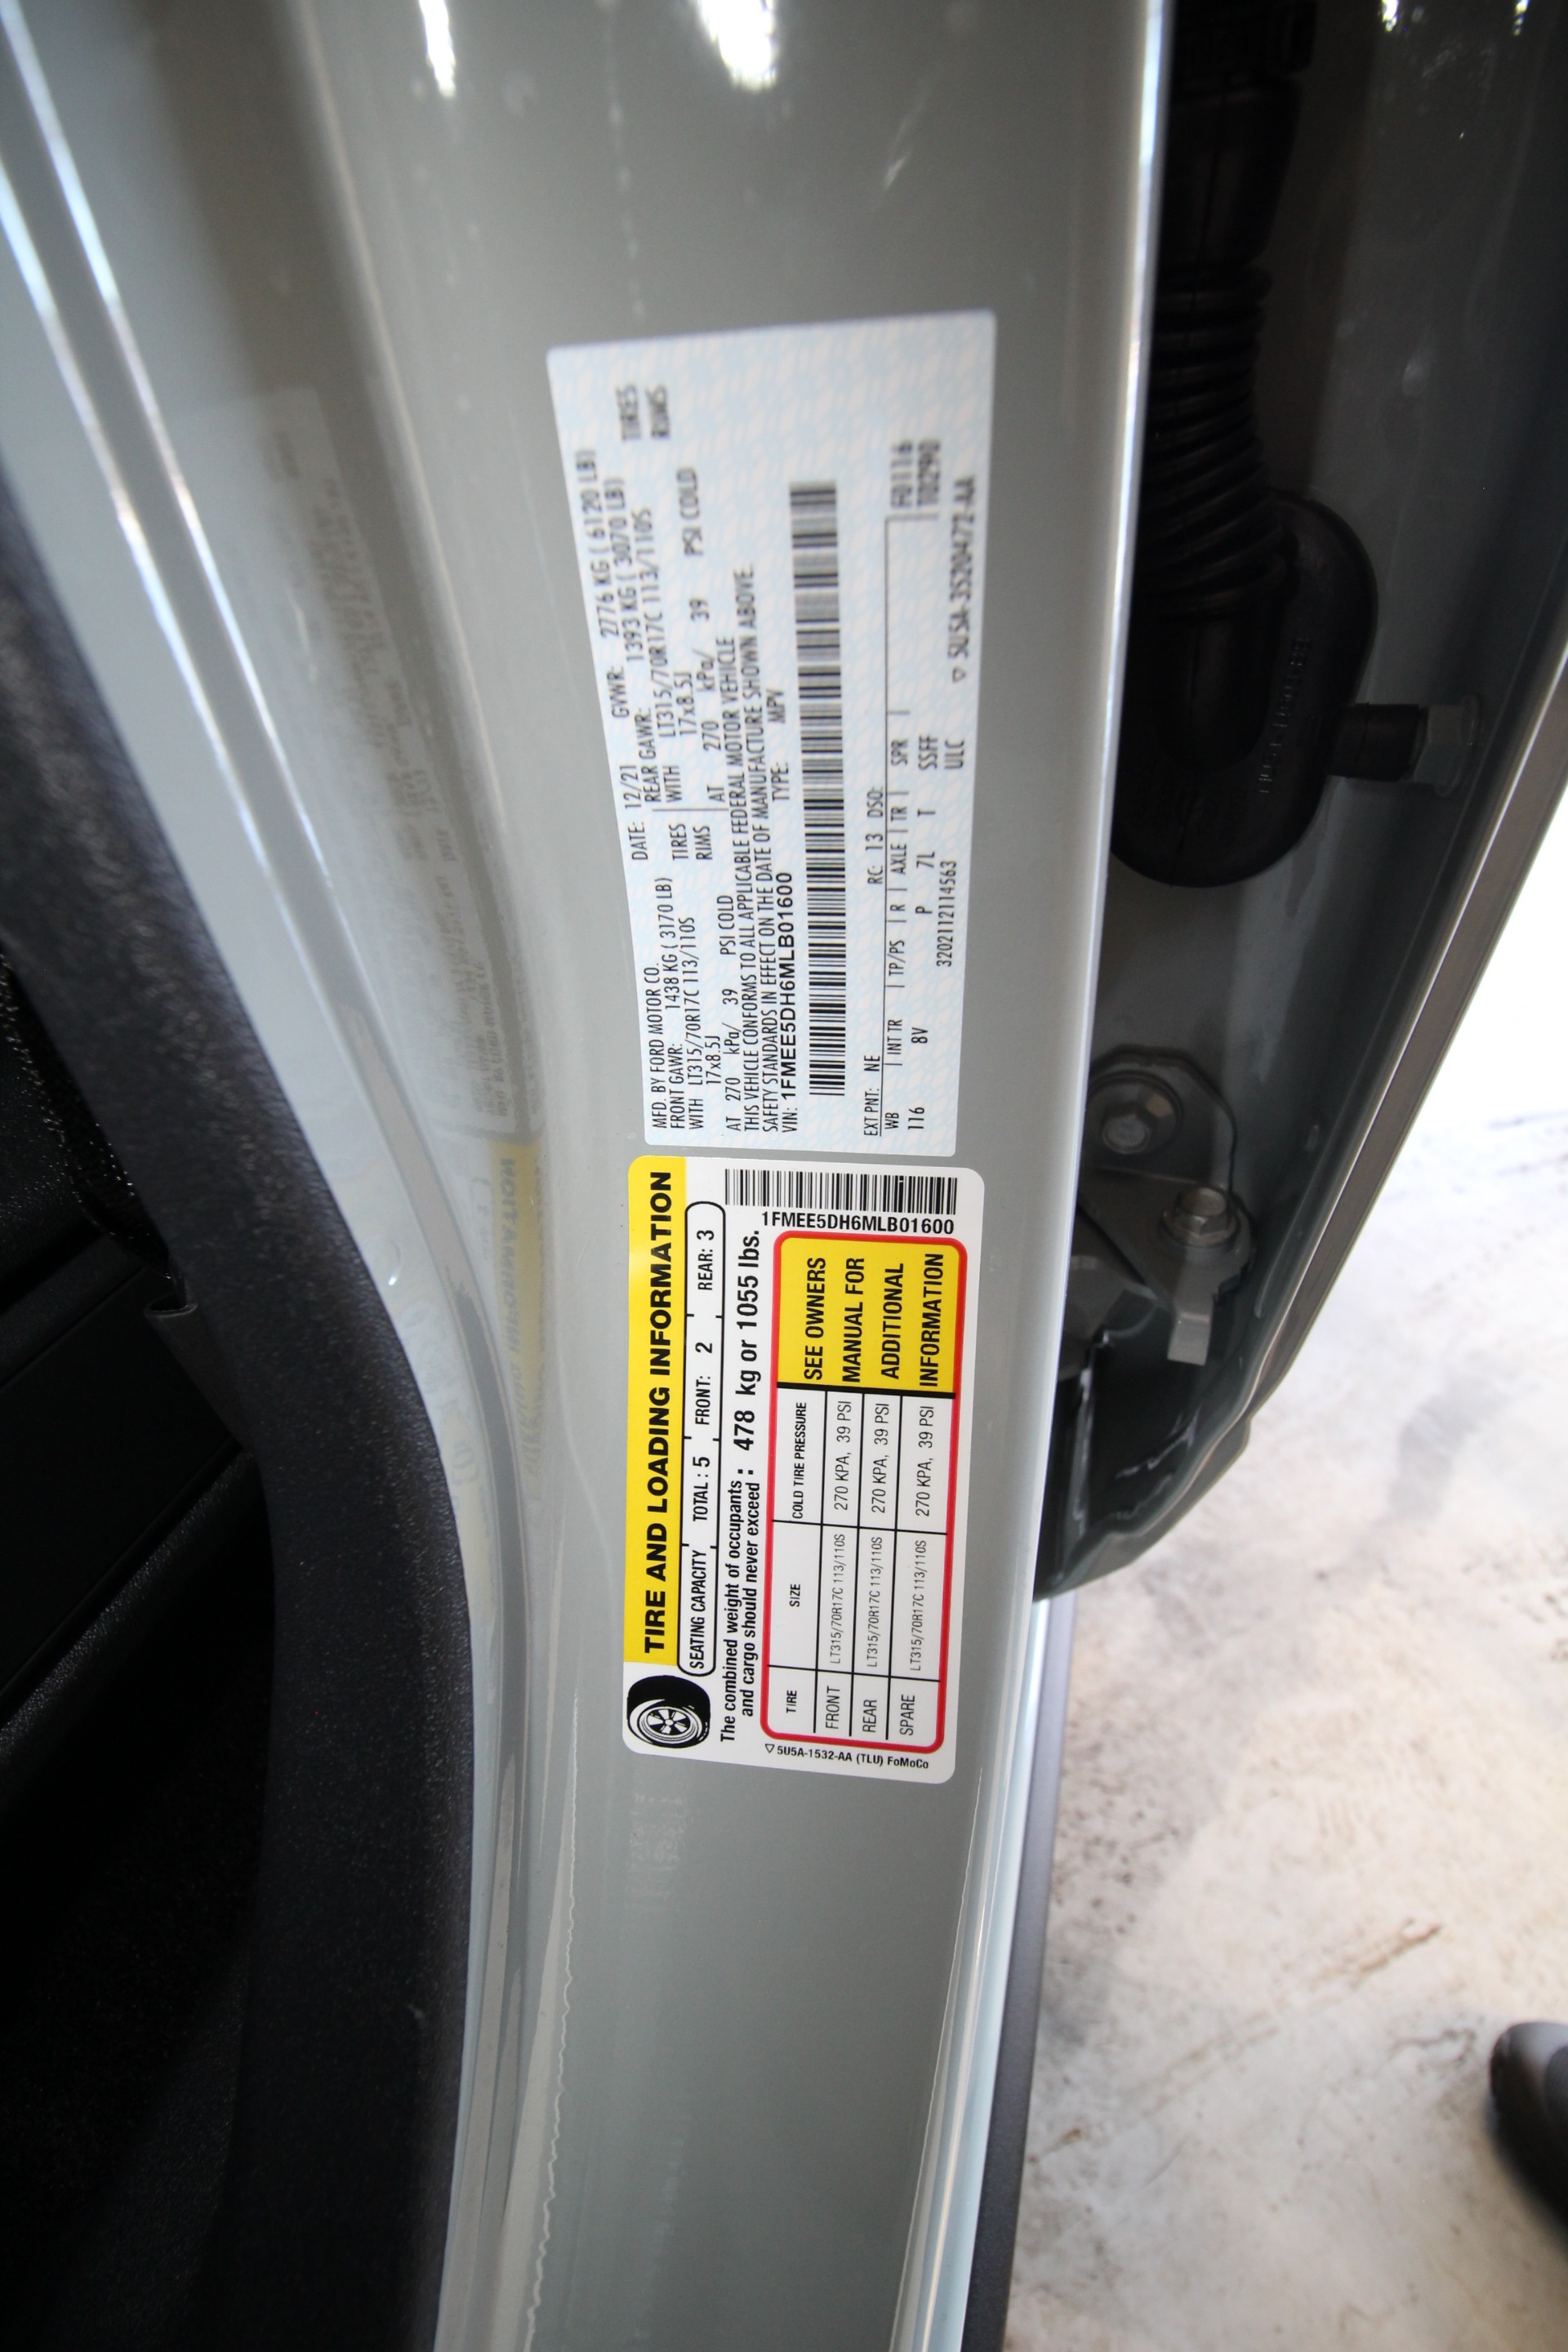 MFD. BY FORD MOTOR CO.
DATE: 12/21 GVWR: 2776 KG ( 6120 LB)
FRONT GAWR: 1438 KG ( 3170 LB) REAR GAWR: 1393 KG ( 3070 LB)
WITH LT315/70R17C 113/110S TIRES WITH LT315/70R17C 113/110S TIRES
17x8.5J RIMS 17x8.5J RIMS
AT 270 kPa/ 39 PSI COLD AT 270 kPa/ 39 PSI COLD
THIS VEHICLE CONFORMS TO ALL APPLICABLE FEDERAL MOTOR VEHICLE
SAFETY STANDARDS IN EFFECT ON THE DATE OF MANUFACTURE SHOWN ABOVE.
VIN: 1FMEE5DH6MLB01600 TYPE: MPV
EXT PNT: NE RC: 13 DSO:
WB INT TR TP/PS R AXLE TR SPR
116 8V P 7L T SSFF
ULC
3202112114563
5U5A-3520472-AA
TIRE AND LOADING INFORMATION
SEATING CAPACITY TOTAL : 5 FRONT: 2 REAR: 3
The combined weight of occupants
and cargo should never exceed : 478 kg or 1055 lbs.
1FMEE5DH6MLB01600
TIRE SIZE COLD TIRE PRESSURE
FRONT LT315/70R17C 113/110S 270 KPA, 39 PSI
REAR LT315/70R17C 113/110S 270 KPA, 39 PSI
SPARE LT315/70R17C 113/110S 270 KPA, 39 PSI
SEE OWNERS
MANUAL FOR
ADDITIONAL
INFORMATION
5U5A-1532-AA (TLU) FoMoCo